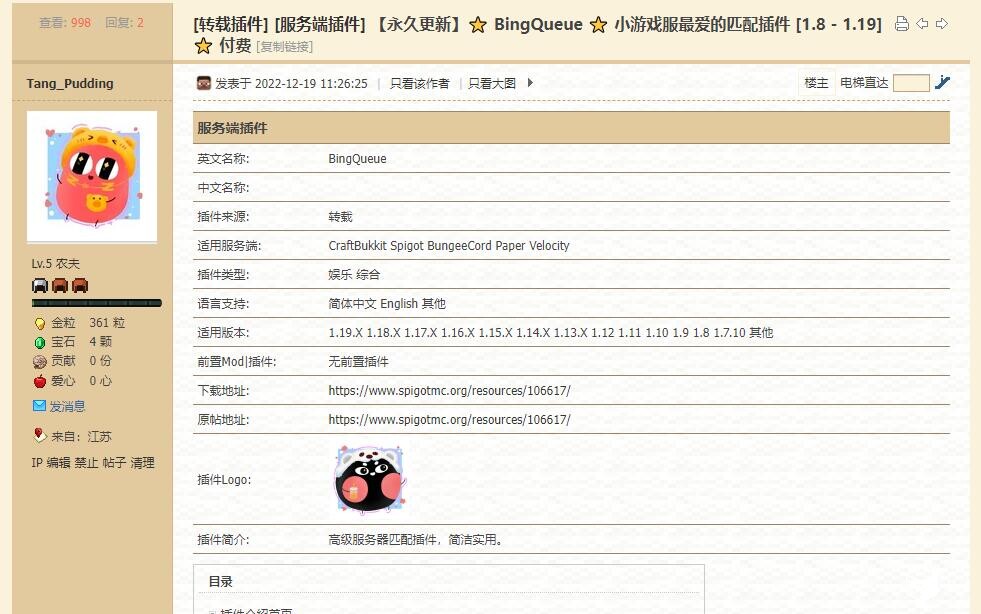 查看: 998 回复: 2
[转载插件] [服务端插件] 【永久更新】⭐ BingQueue ⭐ 小游戏服最爱的匹配插件 [1.8 - 1.19]
⭐ 付费 [复制链接]
Tang_Pudding
发表于 2022-12-19 11:26:25 | 只看该作者 | 只看大图
楼主 电梯直达
服务端插件
英文名称: BingQueue
中文名称:
插件来源: 转载
适用服务端: CraftBukkit Spigot BungeeCord Paper Velocity
插件类型: 娱乐 综合
语言支持: 简体中文 English 其他
适用版本: 1.19.X 1.18.X 1.17.X 1.16.X 1.15.X 1.14.X 1.13.X 1.12 1.11 1.10 1.9 1.8 1.7.10 其他
前置Mod|插件: 无前置插件
下载地址: https://www.spigotmc.org/resources/106617/
原帖地址: https://www.spigotmc.org/resources/106617/
插件Logo:
插件简介: 高级服务器匹配插件，简洁实用。
目录
插件介绍首页
Lv.5 农夫
金粒 361 粒
宝石 4 颗
贡献 0 份
爱心 0 心
发消息
来自: 江苏
IP 编辑 禁止 帖子 清理